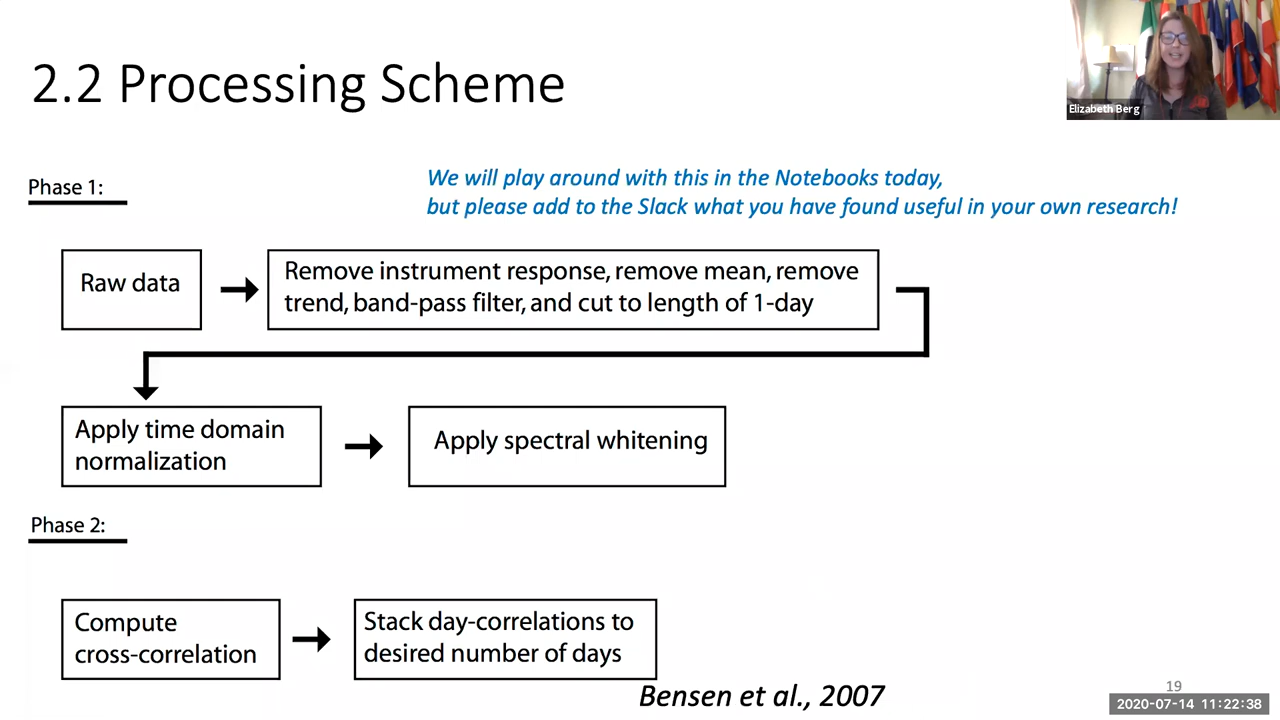 2.2 Processing Scheme
Elizabeth Berg
Phase 1:
We will play around with this in the Notebooks today,
but please add to the Slack what you have found useful in your own research!
Raw data
Remove instrument response, remove mean, remove
trend, band-pass filter, and cut to length of 1-day
Apply time domain
normalization
Apply spectral whitening
Phase 2:
Compute
cross-correlation
Stack day-correlations to
desired number of days
Bensen et al., 2007
19
2020-07-14 11:22:38